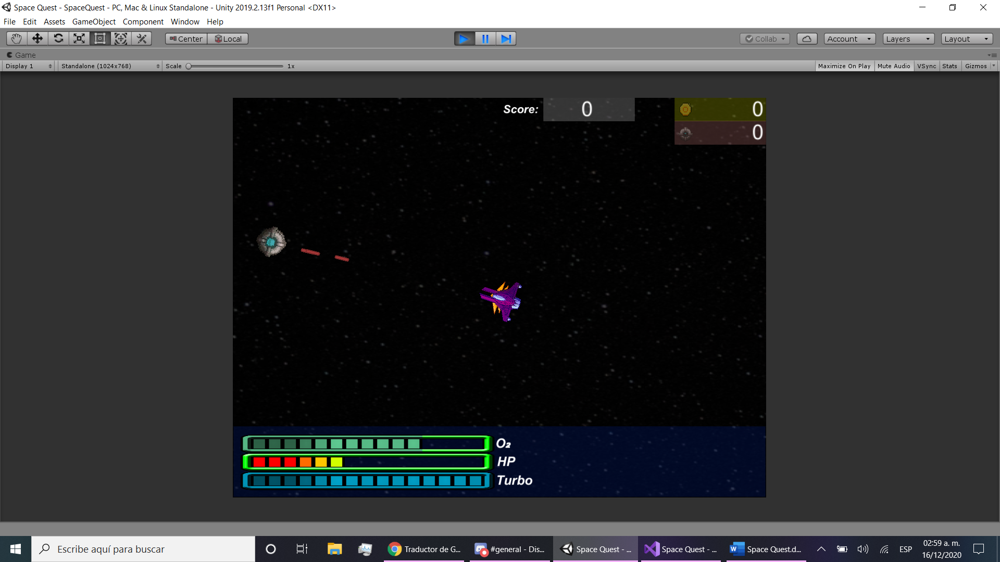 Space Quest - SpaceQuest - PC, Mac & Linux Standalone - Unity 2019.2.13f1 Personal <DX11>
File Edit Assets GameObject Component Window Help
Center Local Collab Account Layers Layout
Game
Display 1 Standalone (1024x768) Scale 1x Maximize On Play Mute Audio VSync Stats Gizmos
Score: 0 0
0
O₂
HP
Turbo
Escribe aquí para buscar
Traductor de G...
#general - Dis...
Space Quest - ...
Space Quest - ...
Space Quest.d...
ESP
02:59 a. m.
16/12/2020